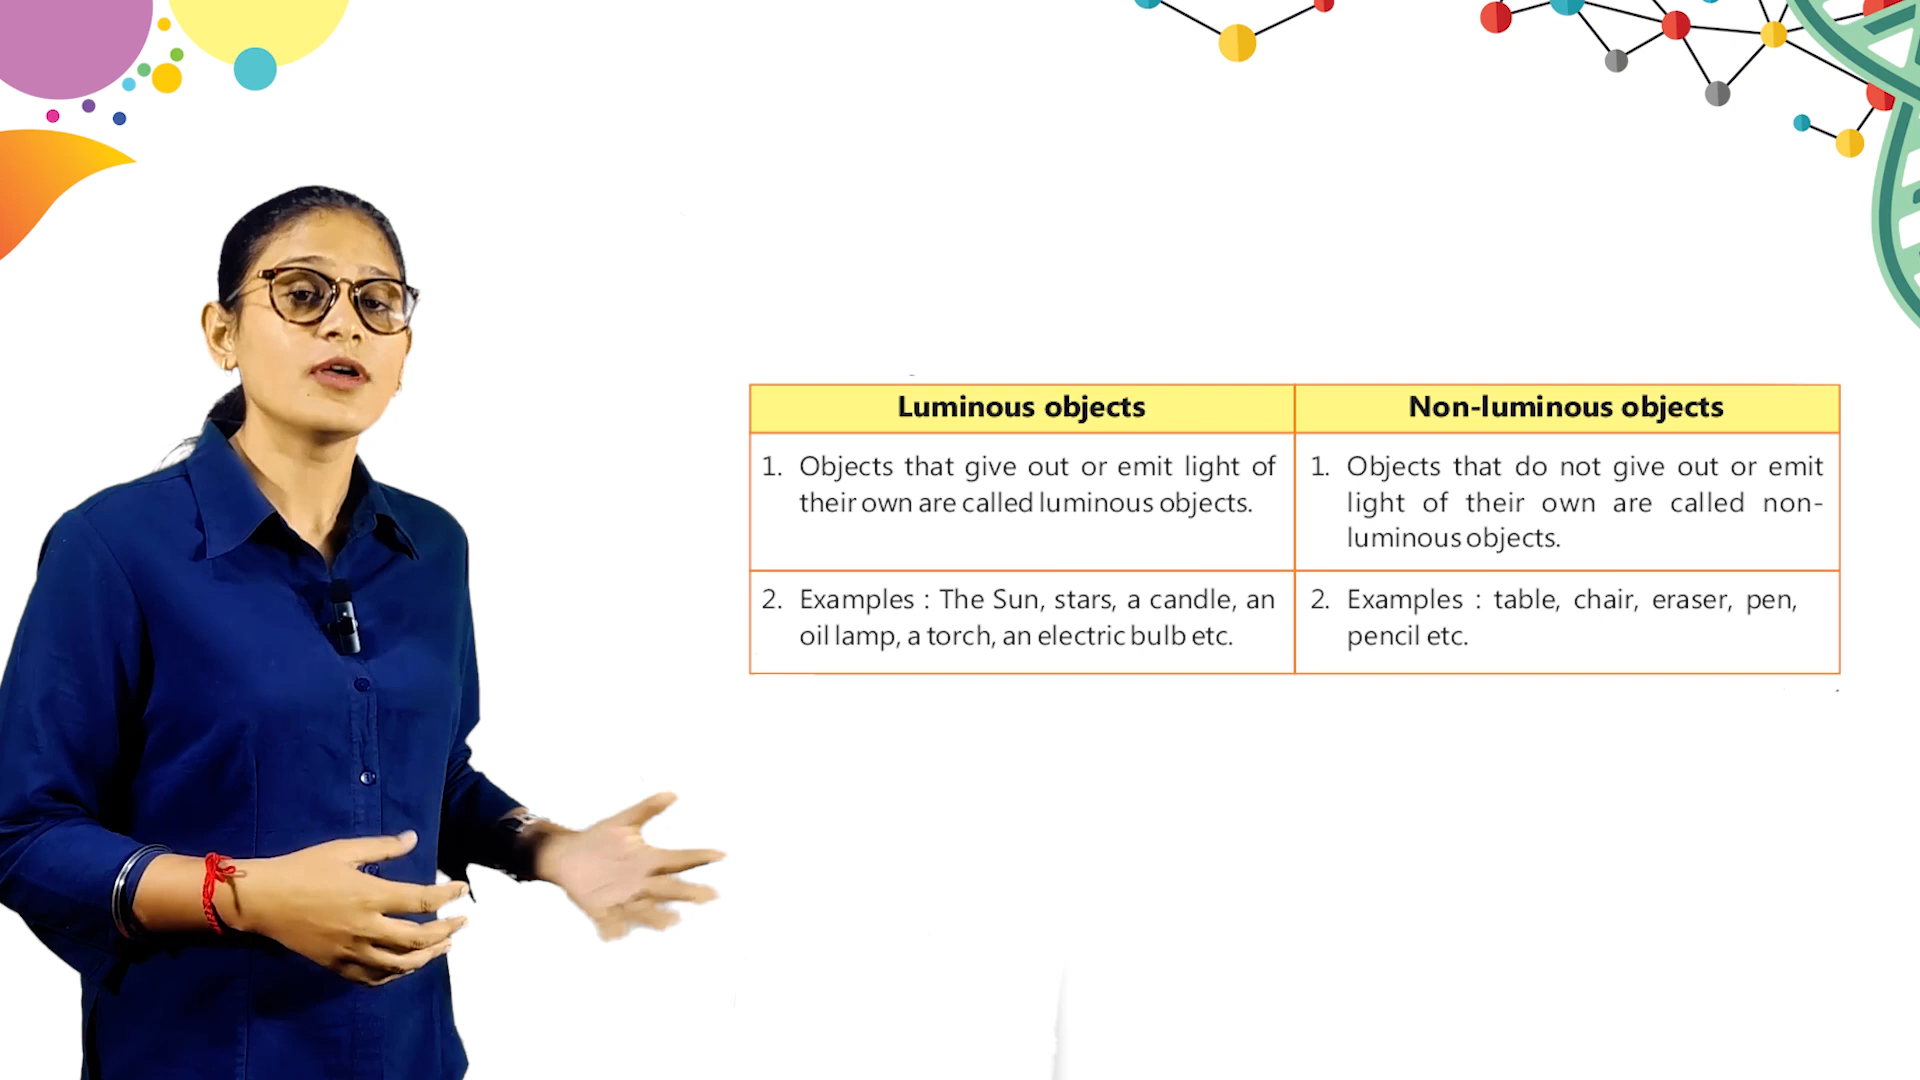 Luminous objects
Non-luminous objects
1. Objects that give out or emit light of
their own are called luminous objects.
1. Objects that do not give out or emit
light of their own are called non-
luminous objects.
2. Examples : The Sun, stars, a candle, an
oil lamp, a torch, an electric bulb etc.
2. Examples : table, chair, eraser, pen,
pencil etc.